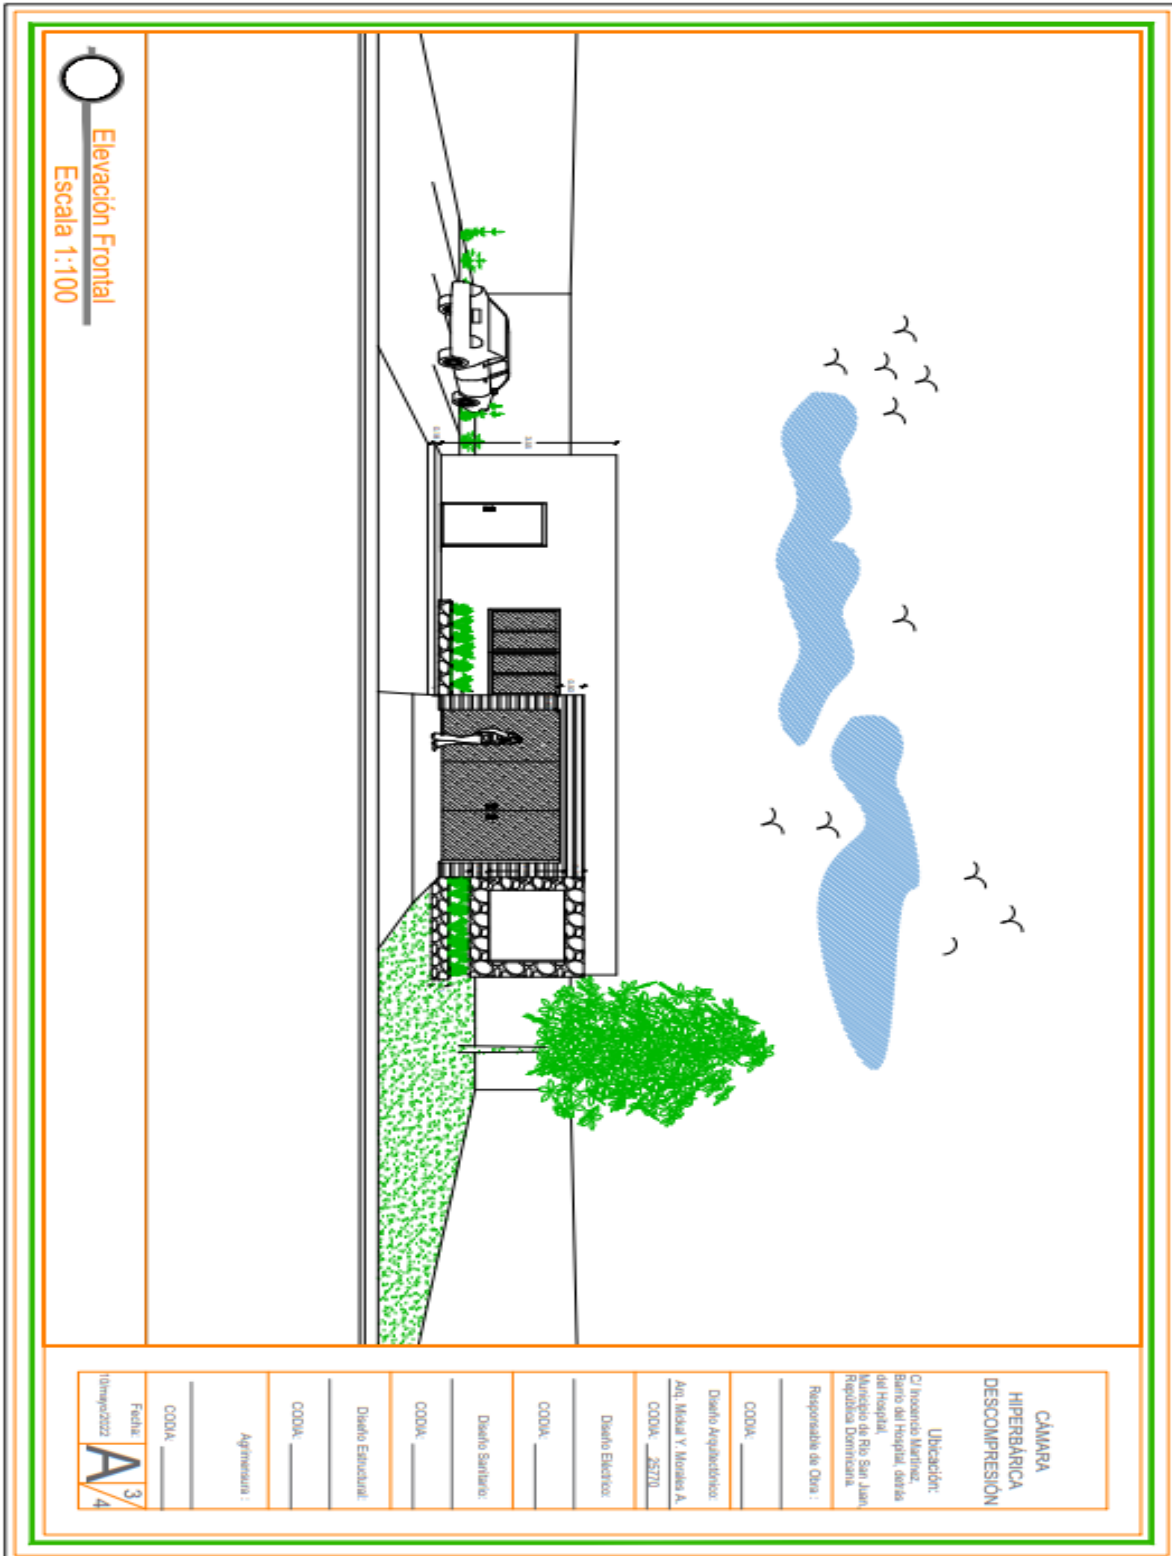 Elevación Frontal
Escala 1:100
CÁMARA
HIPERBÁRICA
DESCOMPRESIÓN
Ubicación:
C/ Inocencio Martínez,
Barrio del Hospital, detrás
del Hospital,
Municipio de Río San Juan,
República Dominicana.
Responsable de Obra :
CODIA:
Diseño Arquitectónico:
Arq. Mickal Y. Morales A.
CODIA: 25770
Diseño Eléctrico:
CODIA:
Diseño Sanitario:
CODIA:
Diseño Estructural:
CODIA:
Agrimensura :
CODIA:
Fecha:
10/mayo/2022
A 3/4